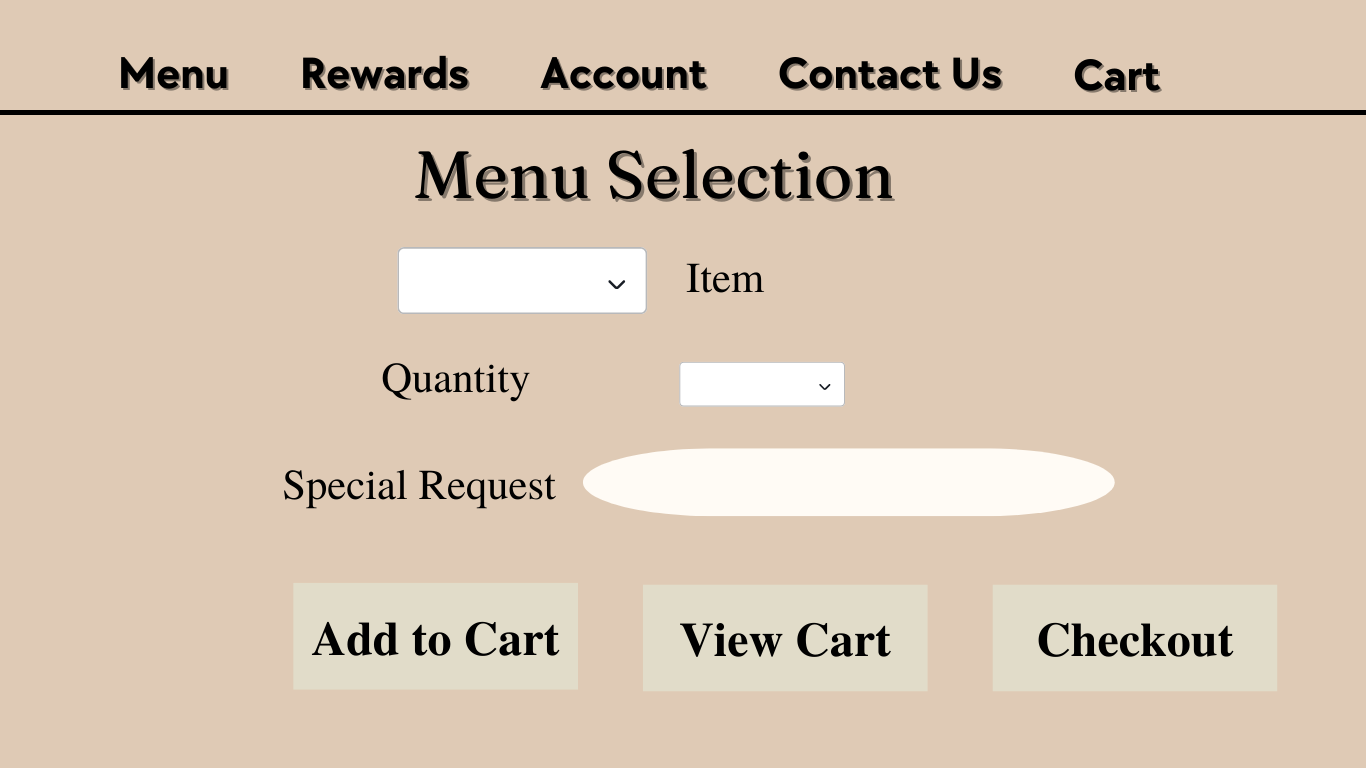 Menu Rewards Account Contact Us Cart
Menu Selection
Item
Quantity
Special Request
Add to Cart View Cart Checkout